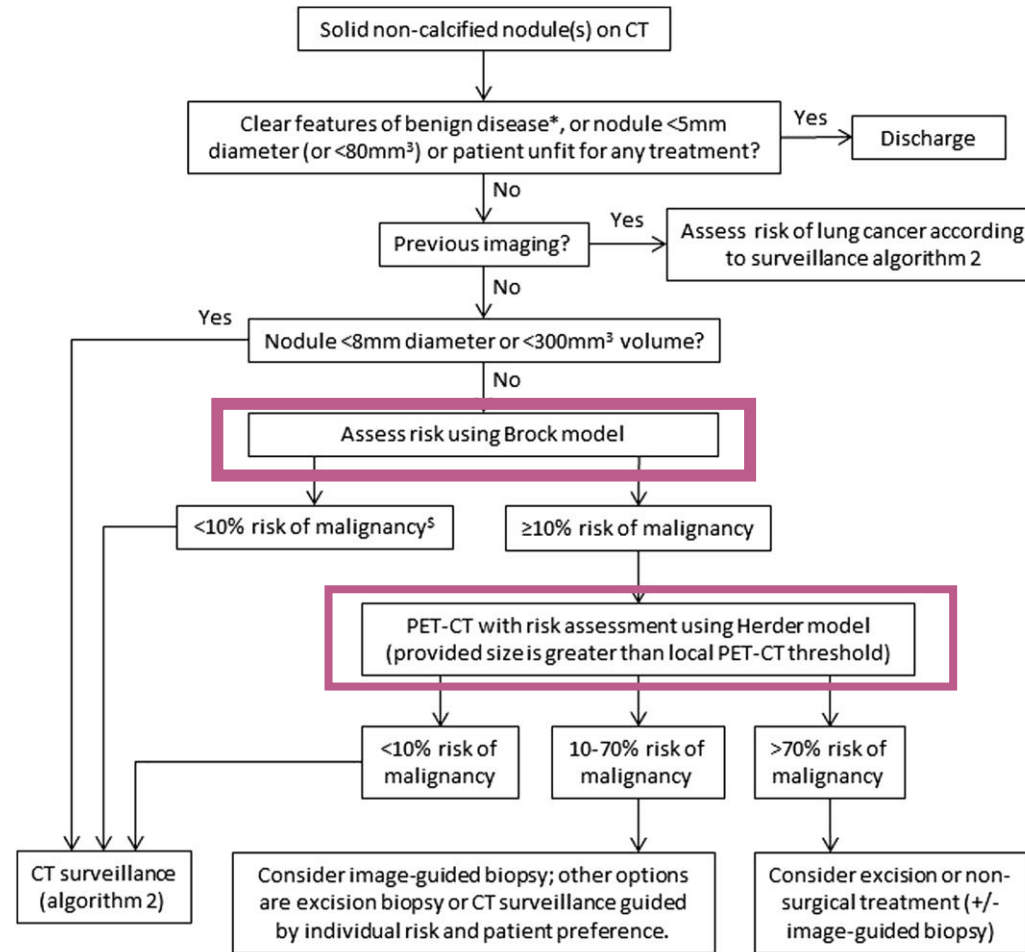 Solid non-calcified nodule(s) on CT
Clear features of benign disease*, or nodule <5mm
diameter (or <80mm³) or patient unfit for any treatment?
Yes
Discharge
No
Previous imaging?
Yes
Assess risk of lung cancer according
to surveillance algorithm 2
No
Yes
Nodule <8mm diameter or <300mm³ volume?
No
Assess risk using Brock model
<10% risk of malignancy$
≥10% risk of malignancy
PET-CT with risk assessment using Herder model
(provided size is greater than local PET-CT threshold)
<10% risk of
malignancy
10-70% risk of
malignancy
>70% risk of
malignancy
CT surveillance
(algorithm 2)
Consider image-guided biopsy; other options
are excision biopsy or CT surveillance guided
by individual risk and patient preference.
Consider excision or non-
surgical treatment (+/-
image-guided biopsy)